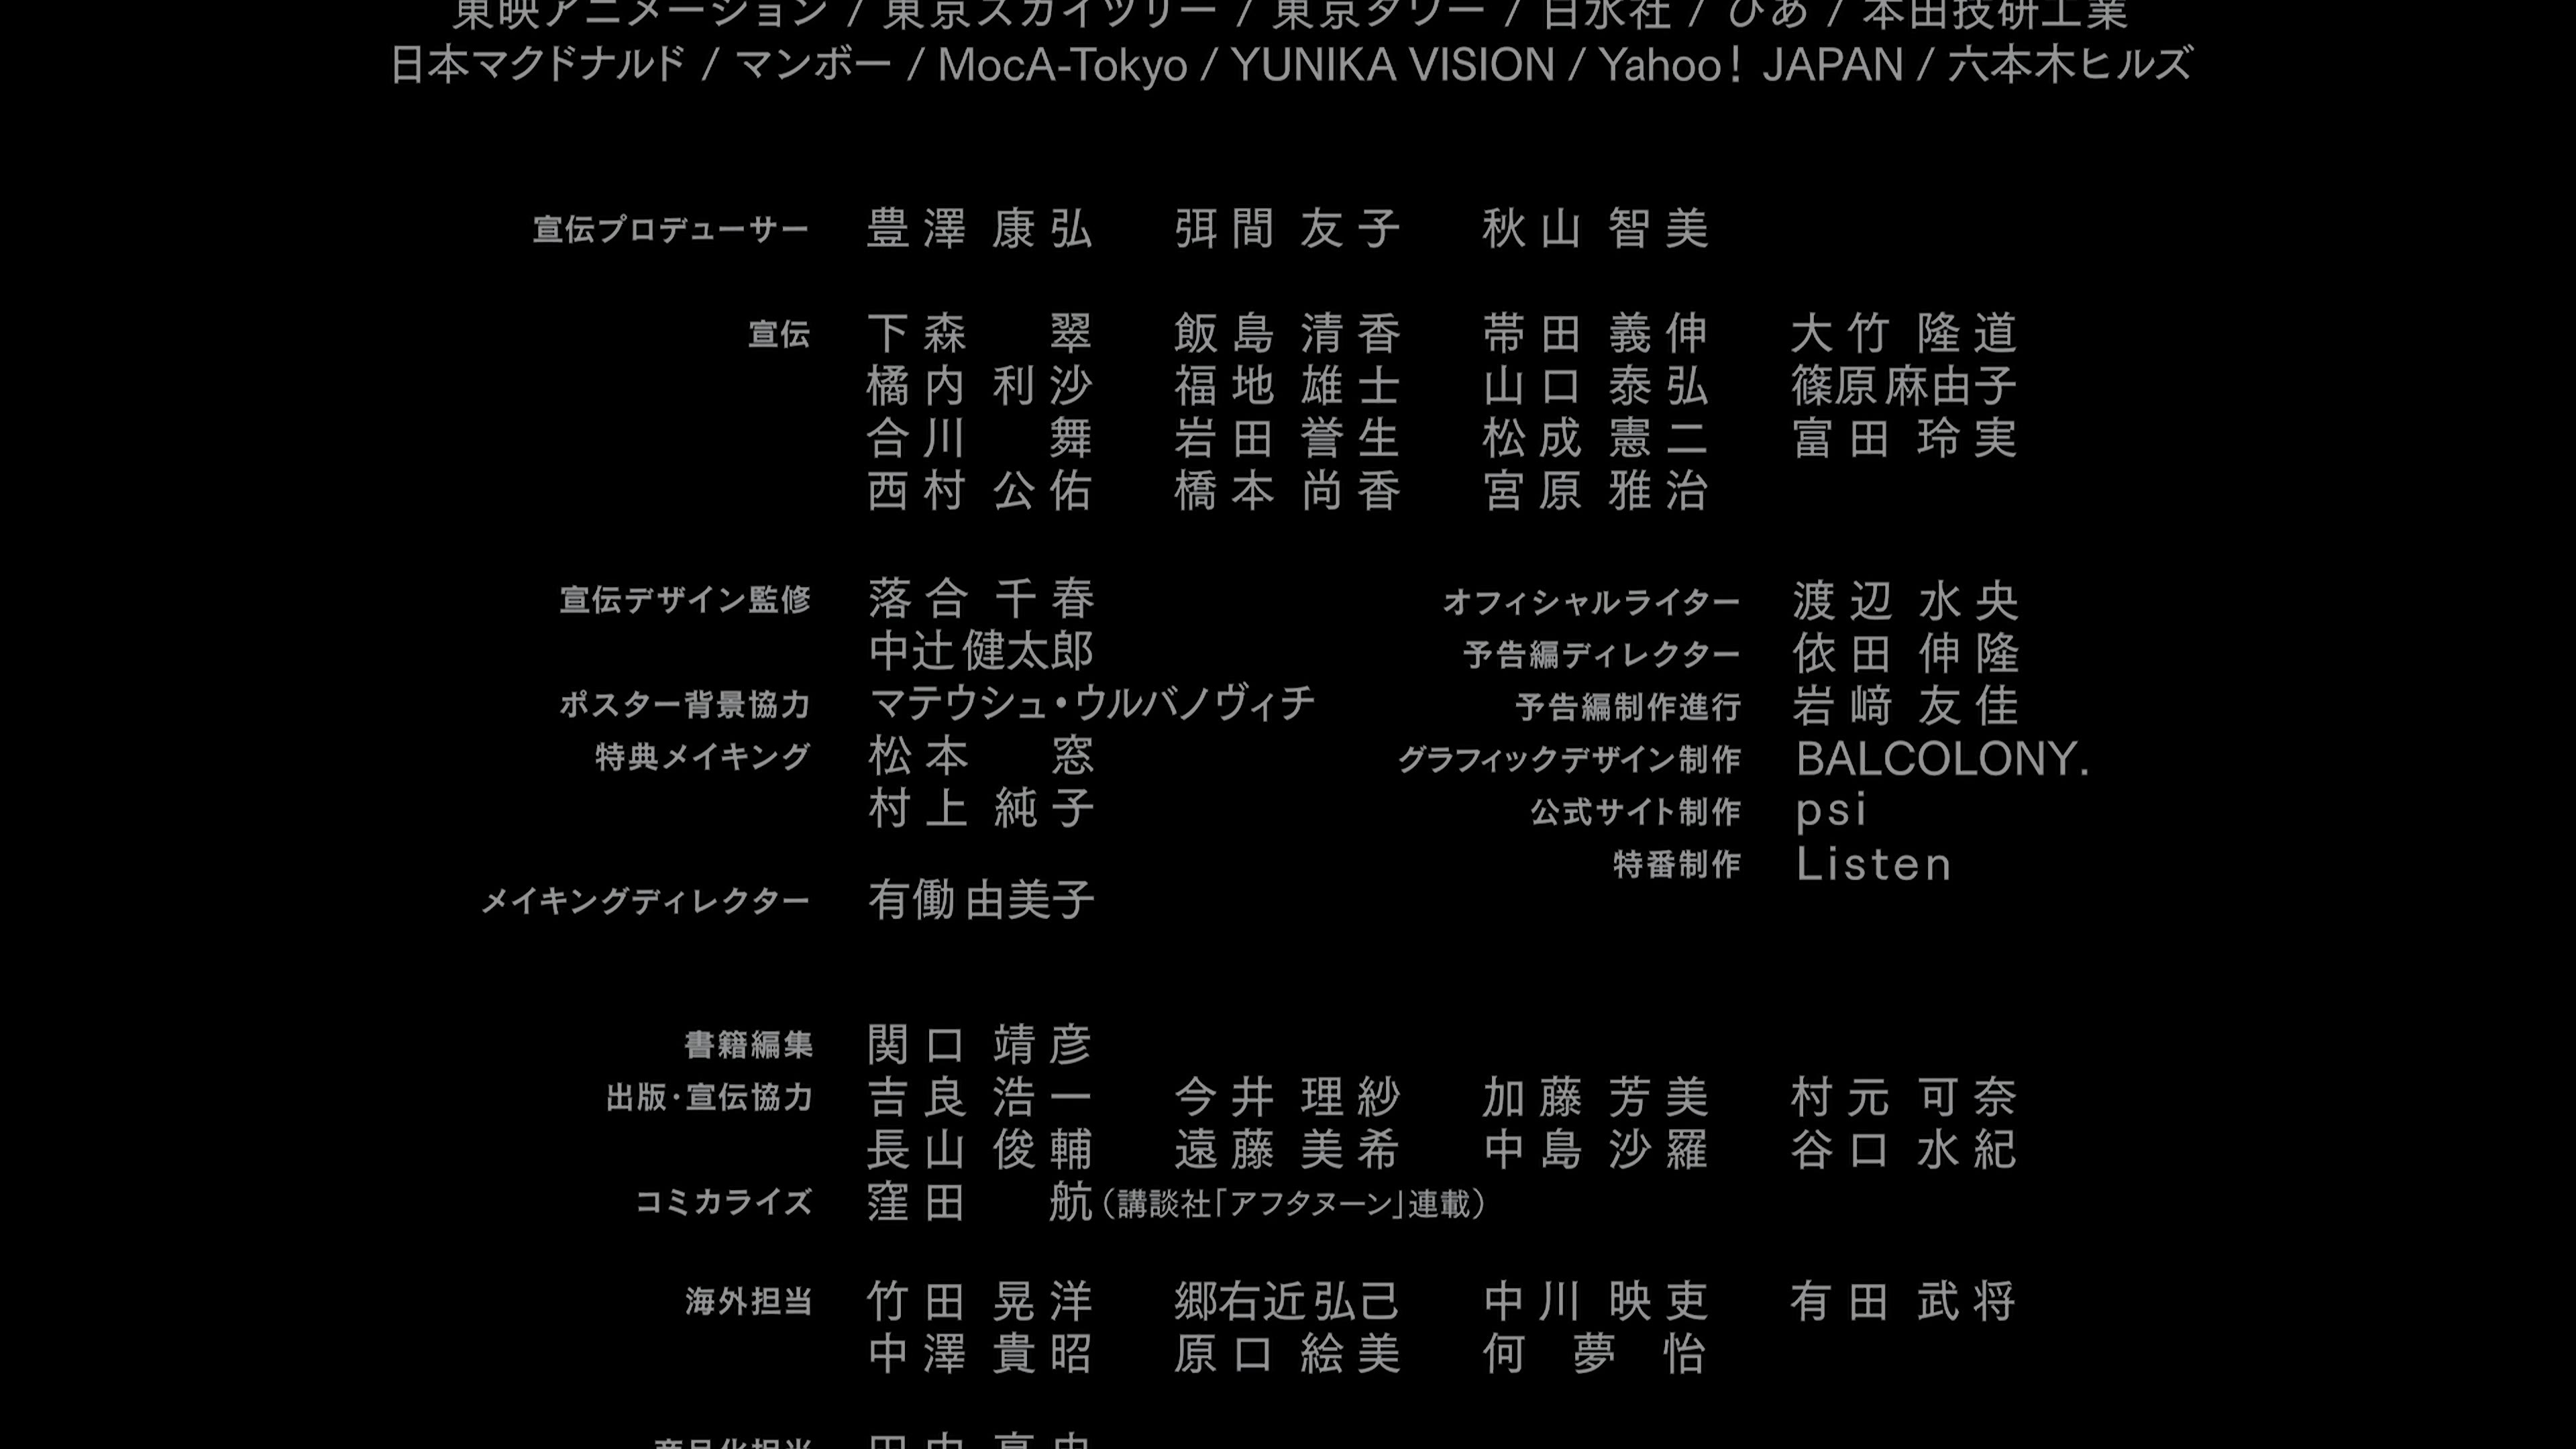 東映アニメーション / 東京スカイツリー / 東京タワー / 白水社 / ぴあ / 本田技研工業
日本マクドナルド / マンボー / MocA-Tokyo / YUNIKA VISION / Yahoo! JAPAN / 六本木ヒルズ
宣伝プロデューサー 豊澤 康弘 弭間 友子 秋山 智美
宣伝 下森 翠 飯島 清香 帯田 義伸 大竹 隆道
橘内 利沙 福地 雄士 山口 泰弘 篠原 麻由子
合川 舞 岩田 誉生 松成 憲二 富田 玲実
西村 公佑 橋本 尚香 宮原 雅治
宣伝デザイン監修 落合 千春
中辻 健太郎
ポスター背景協力 マテウシュ・ウルバノヴィチ
特典メイキング 松本 窓
村上 純子
メイキングディレクター 有働 由美子
オフィシャルライター 渡辺 水央
予告編ディレクター 依田 伸隆
予告編制作進行 岩﨑 友佳
グラフィックデザイン制作 BALCOLONY.
公式サイト制作 psi
特番制作 Listen
書籍編集 関口 靖彦
出版・宣伝協力 吉良 浩一 今井 理紗 加藤 芳美 村元 可奈
長山 俊輔 遠藤 美希 中島 沙羅 谷口 水紀
コミカライズ 窪田 航（講談社「アフタヌーン」連載）
海外担当 竹田 晃洋 郷右近 弘己 中川 映吏 有田 武将
中澤 貴昭 原口 絵美 何 夢 怡